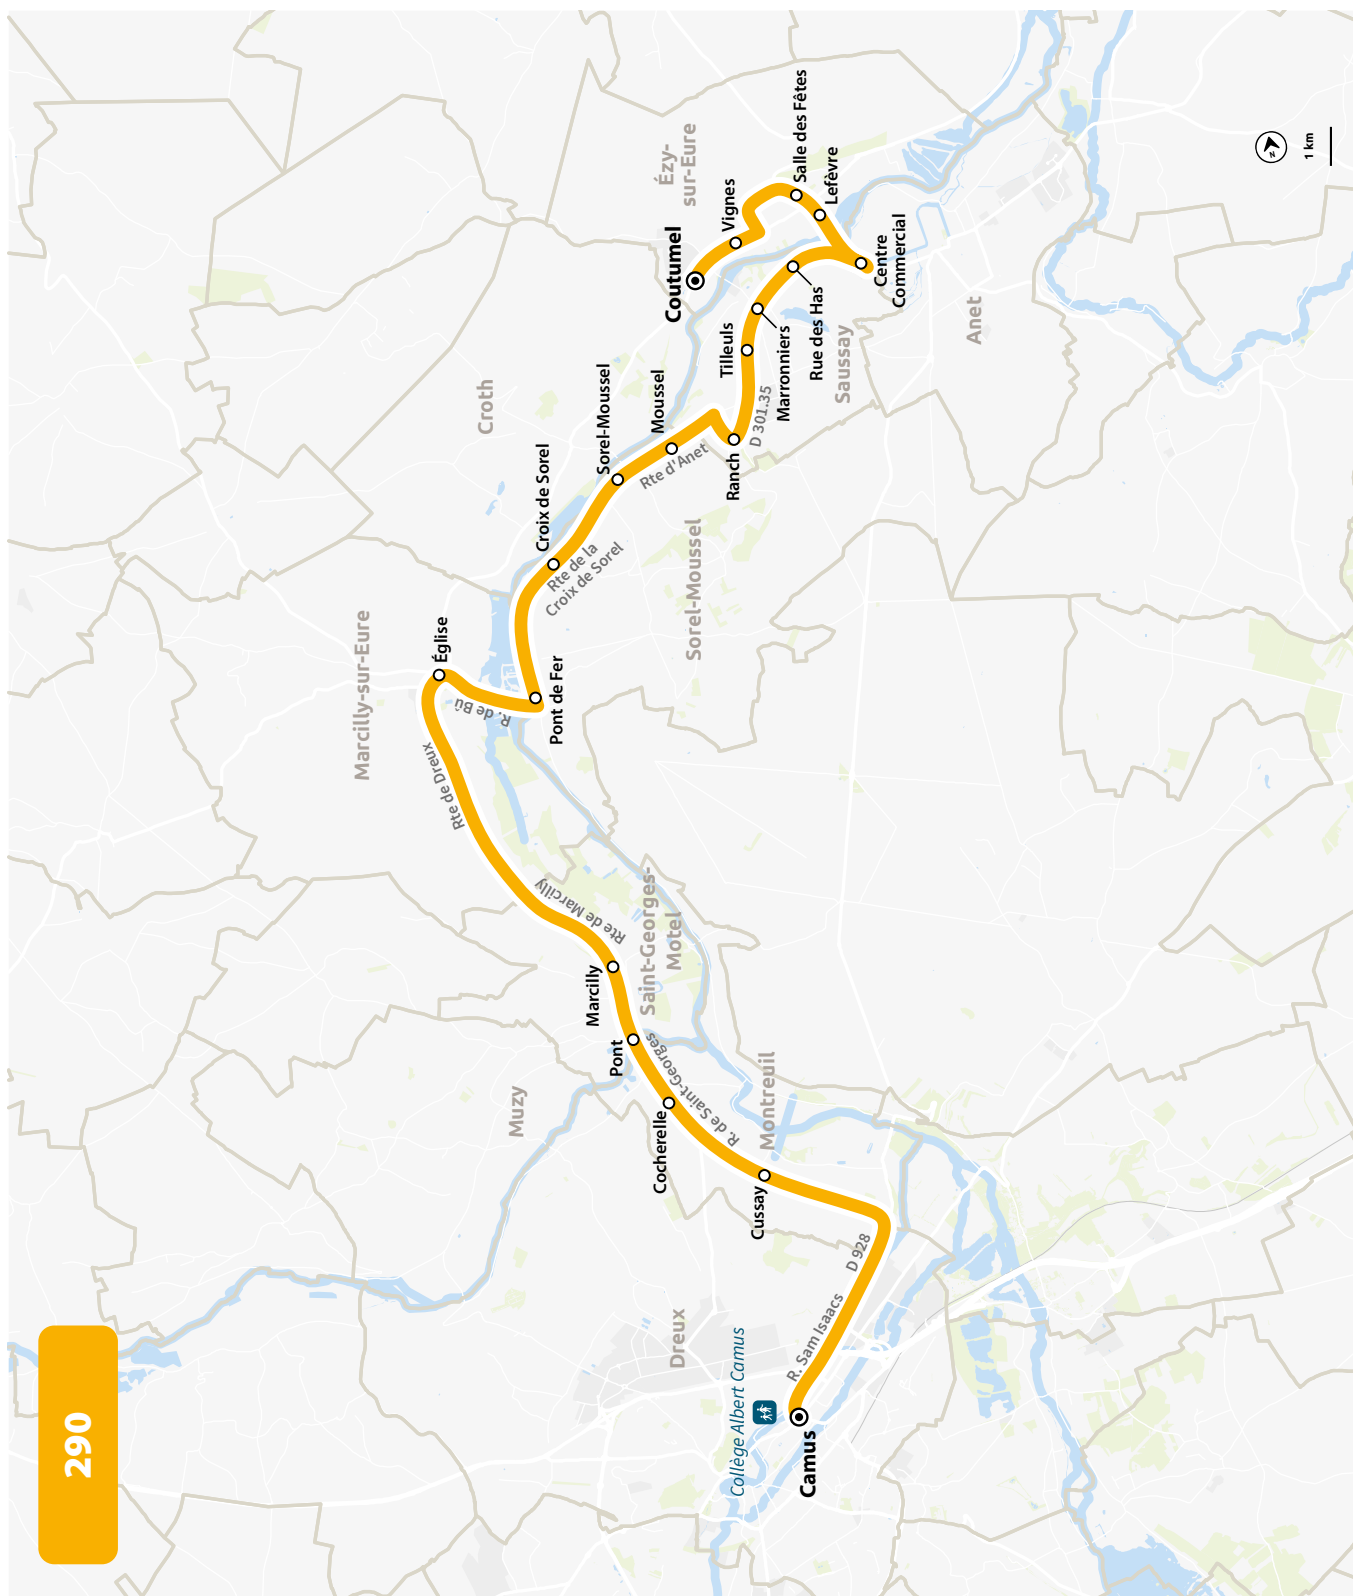 290
Camus
Collège Albert Camus
Dreux
R. Sam Isaacs
D 928
Cussay
Montreuil
R. de Saint-Georges
Cocherelle
Muzy
Pont
Marcilly
Saint-Georges-
Motel
Rte de Marcilly
Rte de Dreux
Marcilly-sur-Eure
Église
R. de Bû
Pont de Fer
Croix de Sorel
Rte de la
Croix de Sorel
Sorel-Moussel
Sorel-Moussel
Croth
Moussel
Rte d'Anet
Ranch
D 301.35
Tilleuls
Marronniers
Rue des Has
Saussay
Anet
Centre
Commercial
Lefèvre
Salle des Fêtes
Vignes
Coutumel
Ézy-
sur-Eure
N
1 km